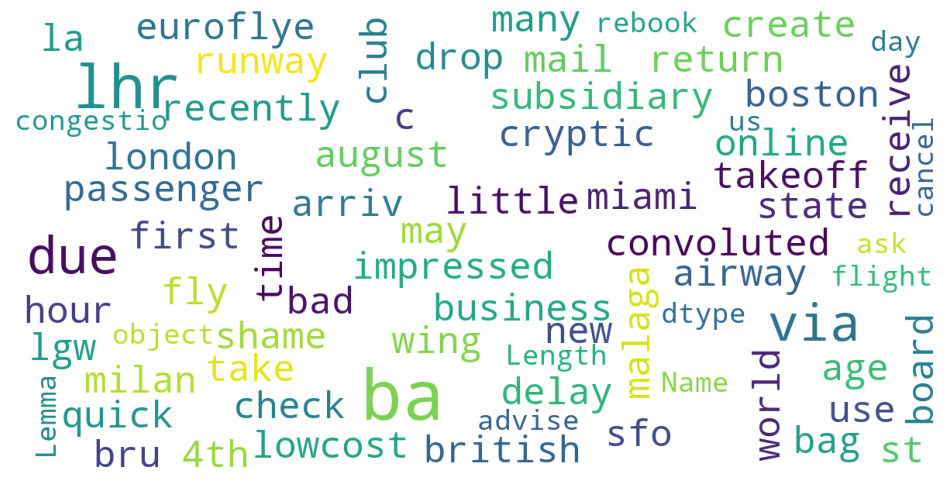 la
euroflye
club
many
rebook
create
day
runway
drop
mail
return
lhr
recently
c
subsidiary
boston
receive
congestio
cryptic
us
online
cancel
london
august
takeoff
passenger
arriv
little
miami
state
first
time
may
convoluted
ask
due
impressed
malaga
airway
flight
hour
fly
bad
business
new
dtype
via
board
lgw
object
shame
wing
Length
milan
take
Name
world
age
Lemma
quick
check
ba
delay
advise
sfo
use
bru
4th
lowcost
british
bag
st